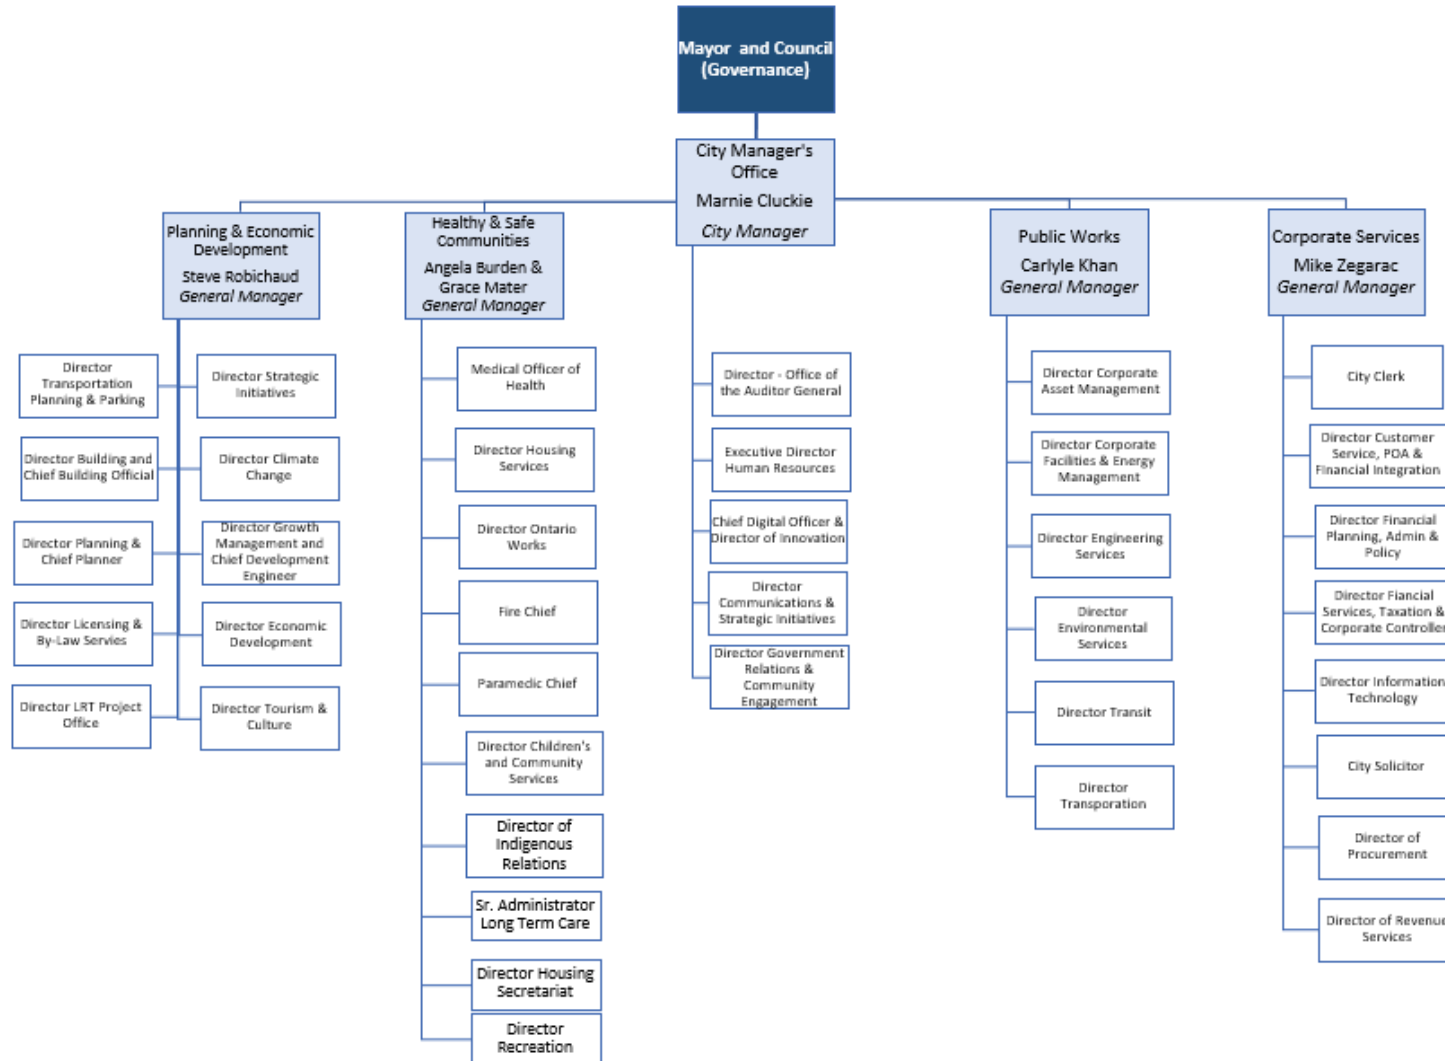 Mayor and Council
(Governance)
City Manager's
Office
Marnie Cluckie
City Manager
Planning & Economic
Development
Steve Robichaud
General Manager
Healthy & Safe
Communities
Angela Burden &
Grace Mater
General Manager
Public Works
Carlyle Khan
General Manager
Corporate Services
Mike Zegarac
General Manager
Director
Transportation
Planning & Parking
Director Strategic
Initiatives
Director Building and
Chief Building Official
Director Climate
Change
Director Planning &
Chief Planner
Director Growth
Management and
Chief Development
Engineer
Director Licensing &
By-Law Servies
Director Economic
Development
Director LRT Project
Office
Director Tourism &
Culture
Medical Officer of
Health
Director Housing
Services
Director Ontario
Works
Fire Chief
Paramedic Chief
Director Children's
and Community
Services
Director of
Indigenous
Relations
Sr. Administrator
Long Term Care
Director Housing
Secretariat
Director
Recreation
Director - Office of
the Auditor General
Executive Director
Human Resources
Chief Digital Officer &
Director of Innovation
Director
Communications &
Strategic Initiatives
Director Government
Relations &
Community
Engagement
Director Corporate
Asset Management
Director Corporate
Facilities & Energy
Management
Director Engineering
Services
Director
Environmental
Services
Director Transit
Director
Transporation
City Clerk
Director Customer
Service, POA &
Financial Integration
Director Financial
Planning, Admin &
Policy
Director Fiancial
Services, Taxation &
Corporate Controller
Director Information
Technology
City Solicitor
Director of
Procurement
Director of Revenue
Services